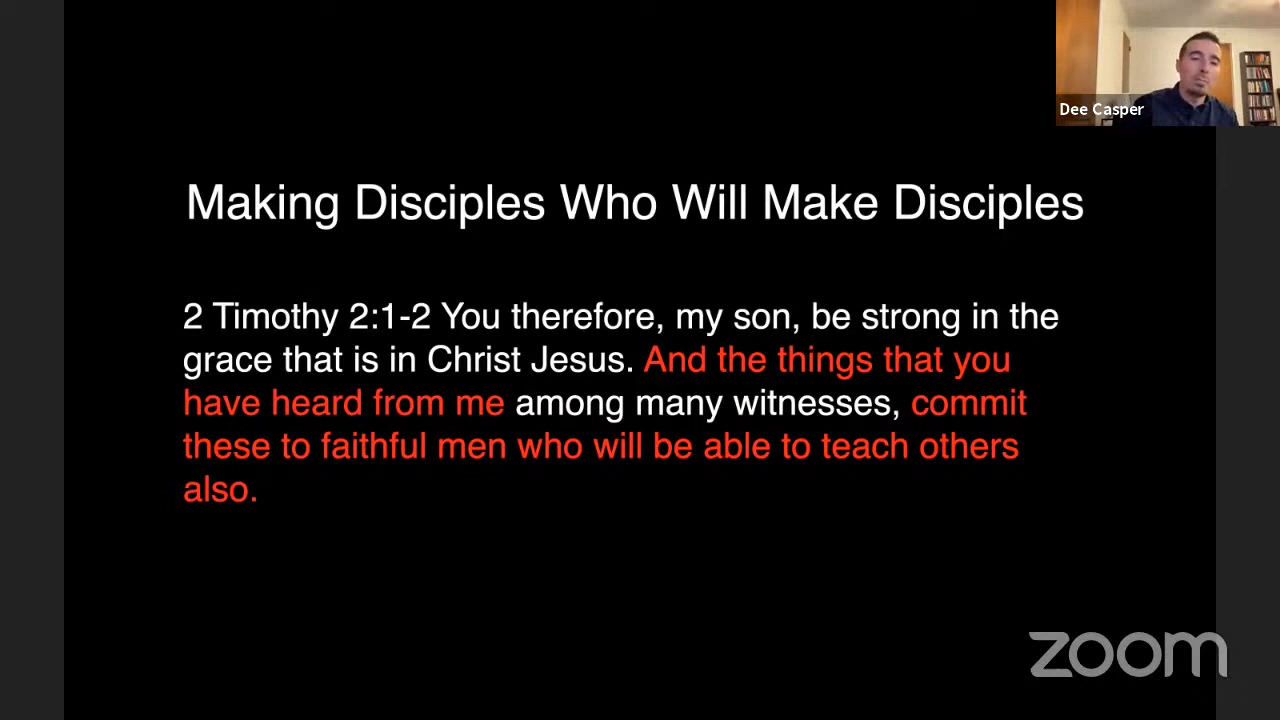 Dee Casper
Making Disciples Who Will Make Disciples
2 Timothy 2:1-2 You therefore, my son, be strong in the
grace that is in Christ Jesus. And the things that you
have heard from me among many witnesses, commit
these to faithful men who will be able to teach others
also.
zoom